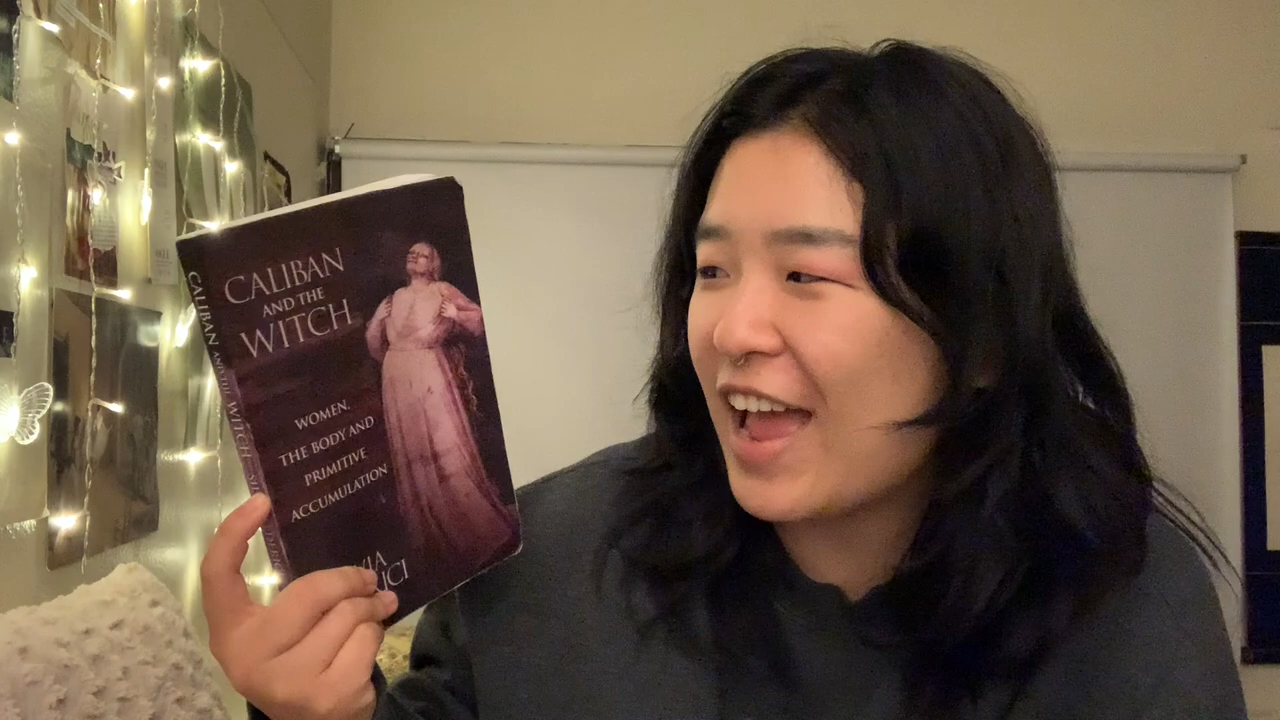 CALIBAN
AND THE
WITCH
WOMEN,
THE BODY AND
PRIMITIVE
ACCUMULATION
CALIBAN AND THE WITCH